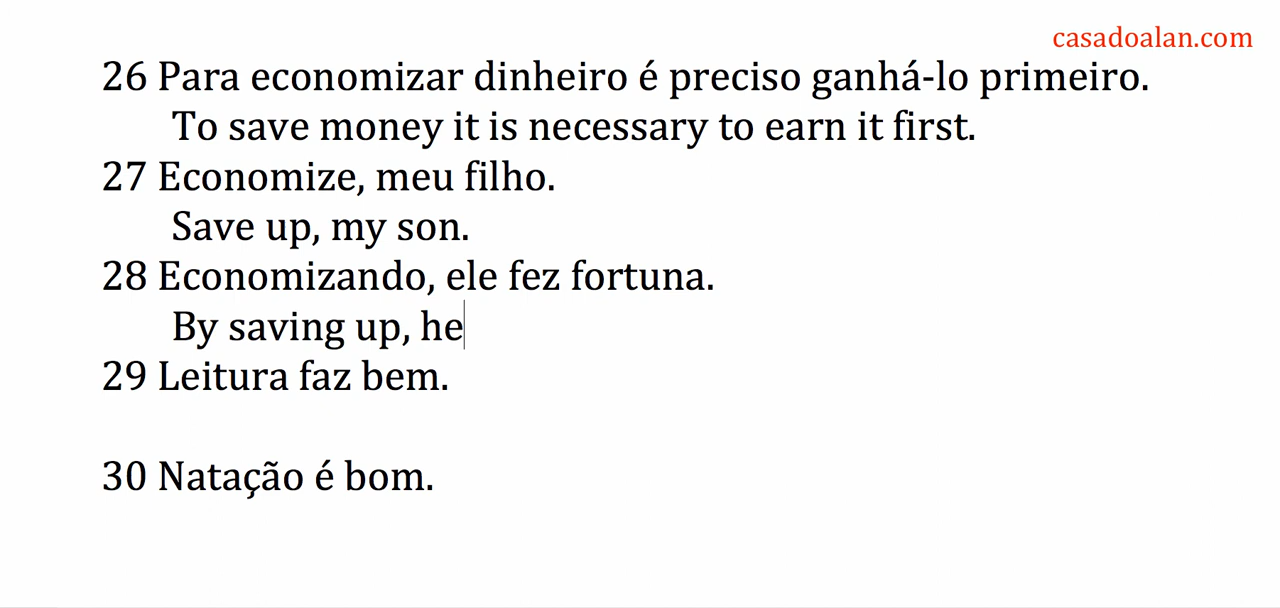 casadoalan.com
26 Para economizar dinheiro é preciso ganhá-lo primeiro.
To save money it is necessary to earn it first.
27 Economize, meu filho.
Save up, my son.
28 Economizando, ele fez fortuna.
By saving up, he
29 Leitura faz bem.
30 Natação é bom.